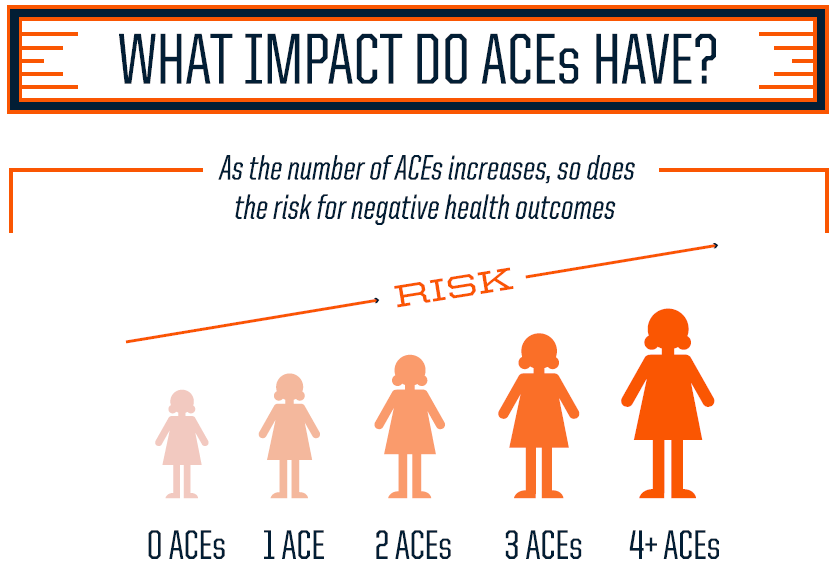 WHAT IMPACT DO ACEs HAVE?
As the number of ACEs increases, so does
the risk for negative health outcomes
RISK
0 ACEs
1 ACE
2 ACEs
3 ACEs
4+ ACEs